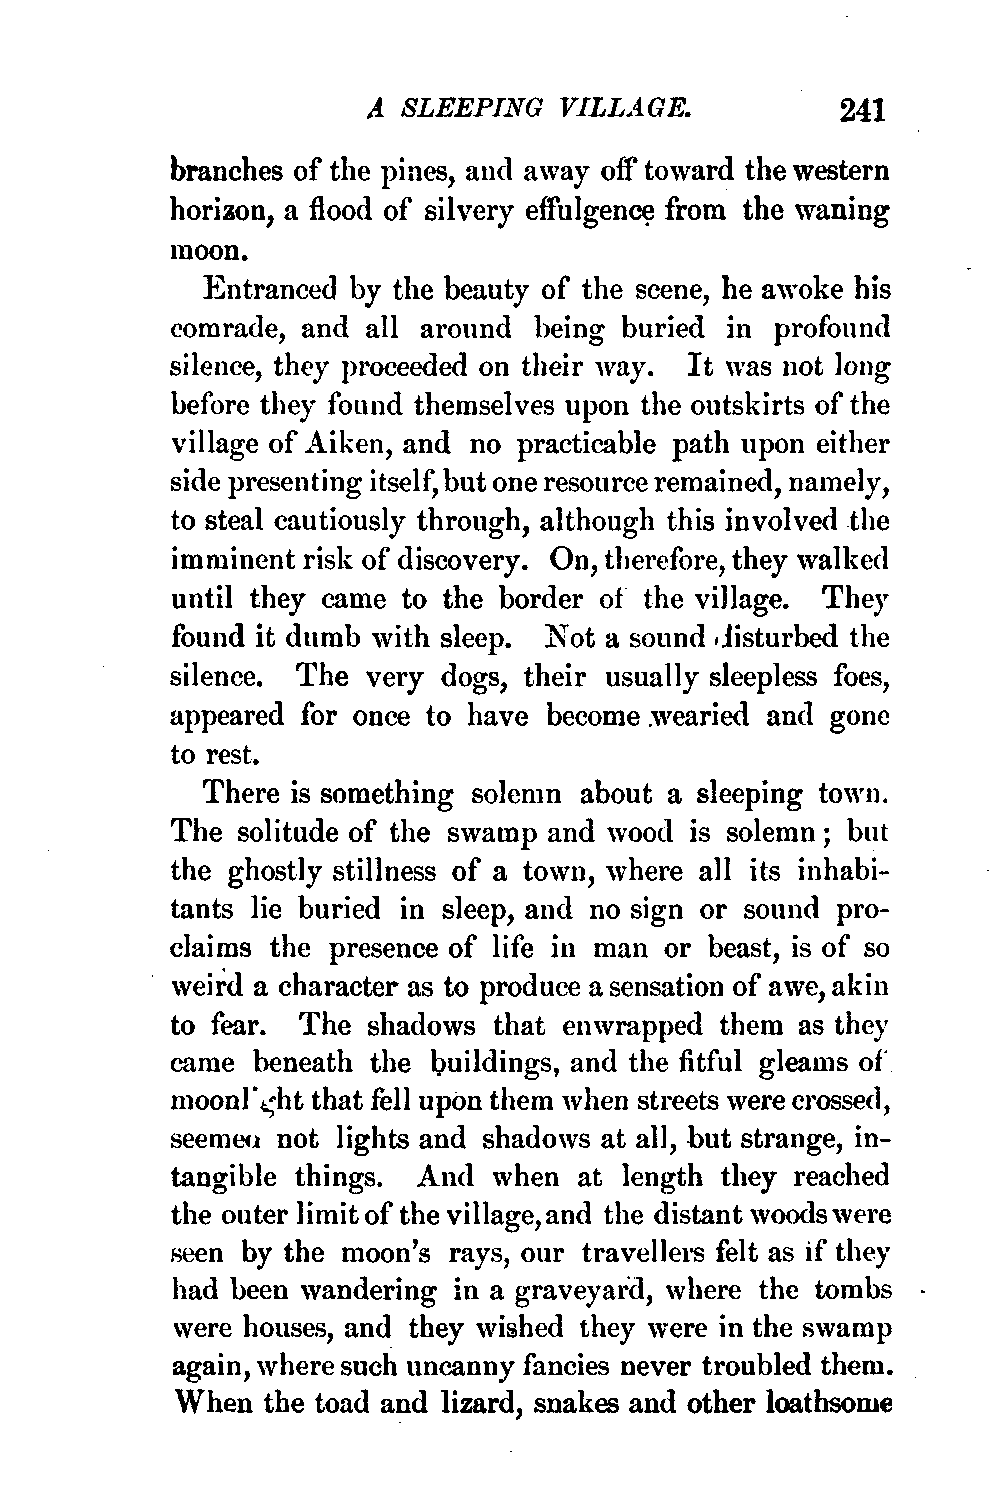 A SLEEPING VILLAGE. 241
branches of the pines, and away off toward the western
horizon, a flood of silvery effulgence from the waning
moon.
Entranced by the beauty of the scene, he awoke his
comrade, and all around being buried in profound
silence, they proceeded on their way. It was not long
before they found themselves upon the outskirts of the
village of Aiken, and no practicable path upon either
side presenting itself, but one resource remained, namely,
to steal cautiously through, although this involved the
imminent risk of discovery. On, therefore, they walked
until they came to the border of the village. They
found it dumb with sleep. Not a sound disturbed the
silence. The very dogs, their usually sleepless foes,
appeared for once to have become wearied and gone
to rest.
There is something solemn about a sleeping town.
The solitude of the swamp and wood is solemn; but
the ghostly stillness of a town, where all its inhabi-
tants lie buried in sleep, and no sign or sound pro-
claims the presence of life in man or beast, is of so
weird a character as to produce a sensation of awe, akin
to fear. The shadows that enwrapped them as they
came beneath the buildings, and the fitful gleams of
moonlight that fell upon them when streets were crossed,
seemed not lights and shadows at all, but strange, in-
tangible things. And when at length they reached
the outer limit of the village, and the distant woods were
seen by the moon's rays, our travellers felt as if they
had been wandering in a graveyard, where the tombs
were houses, and they wished they were in the swamp
again, where such uncanny fancies never troubled them.
When the toad and lizard, snakes and other loathsome